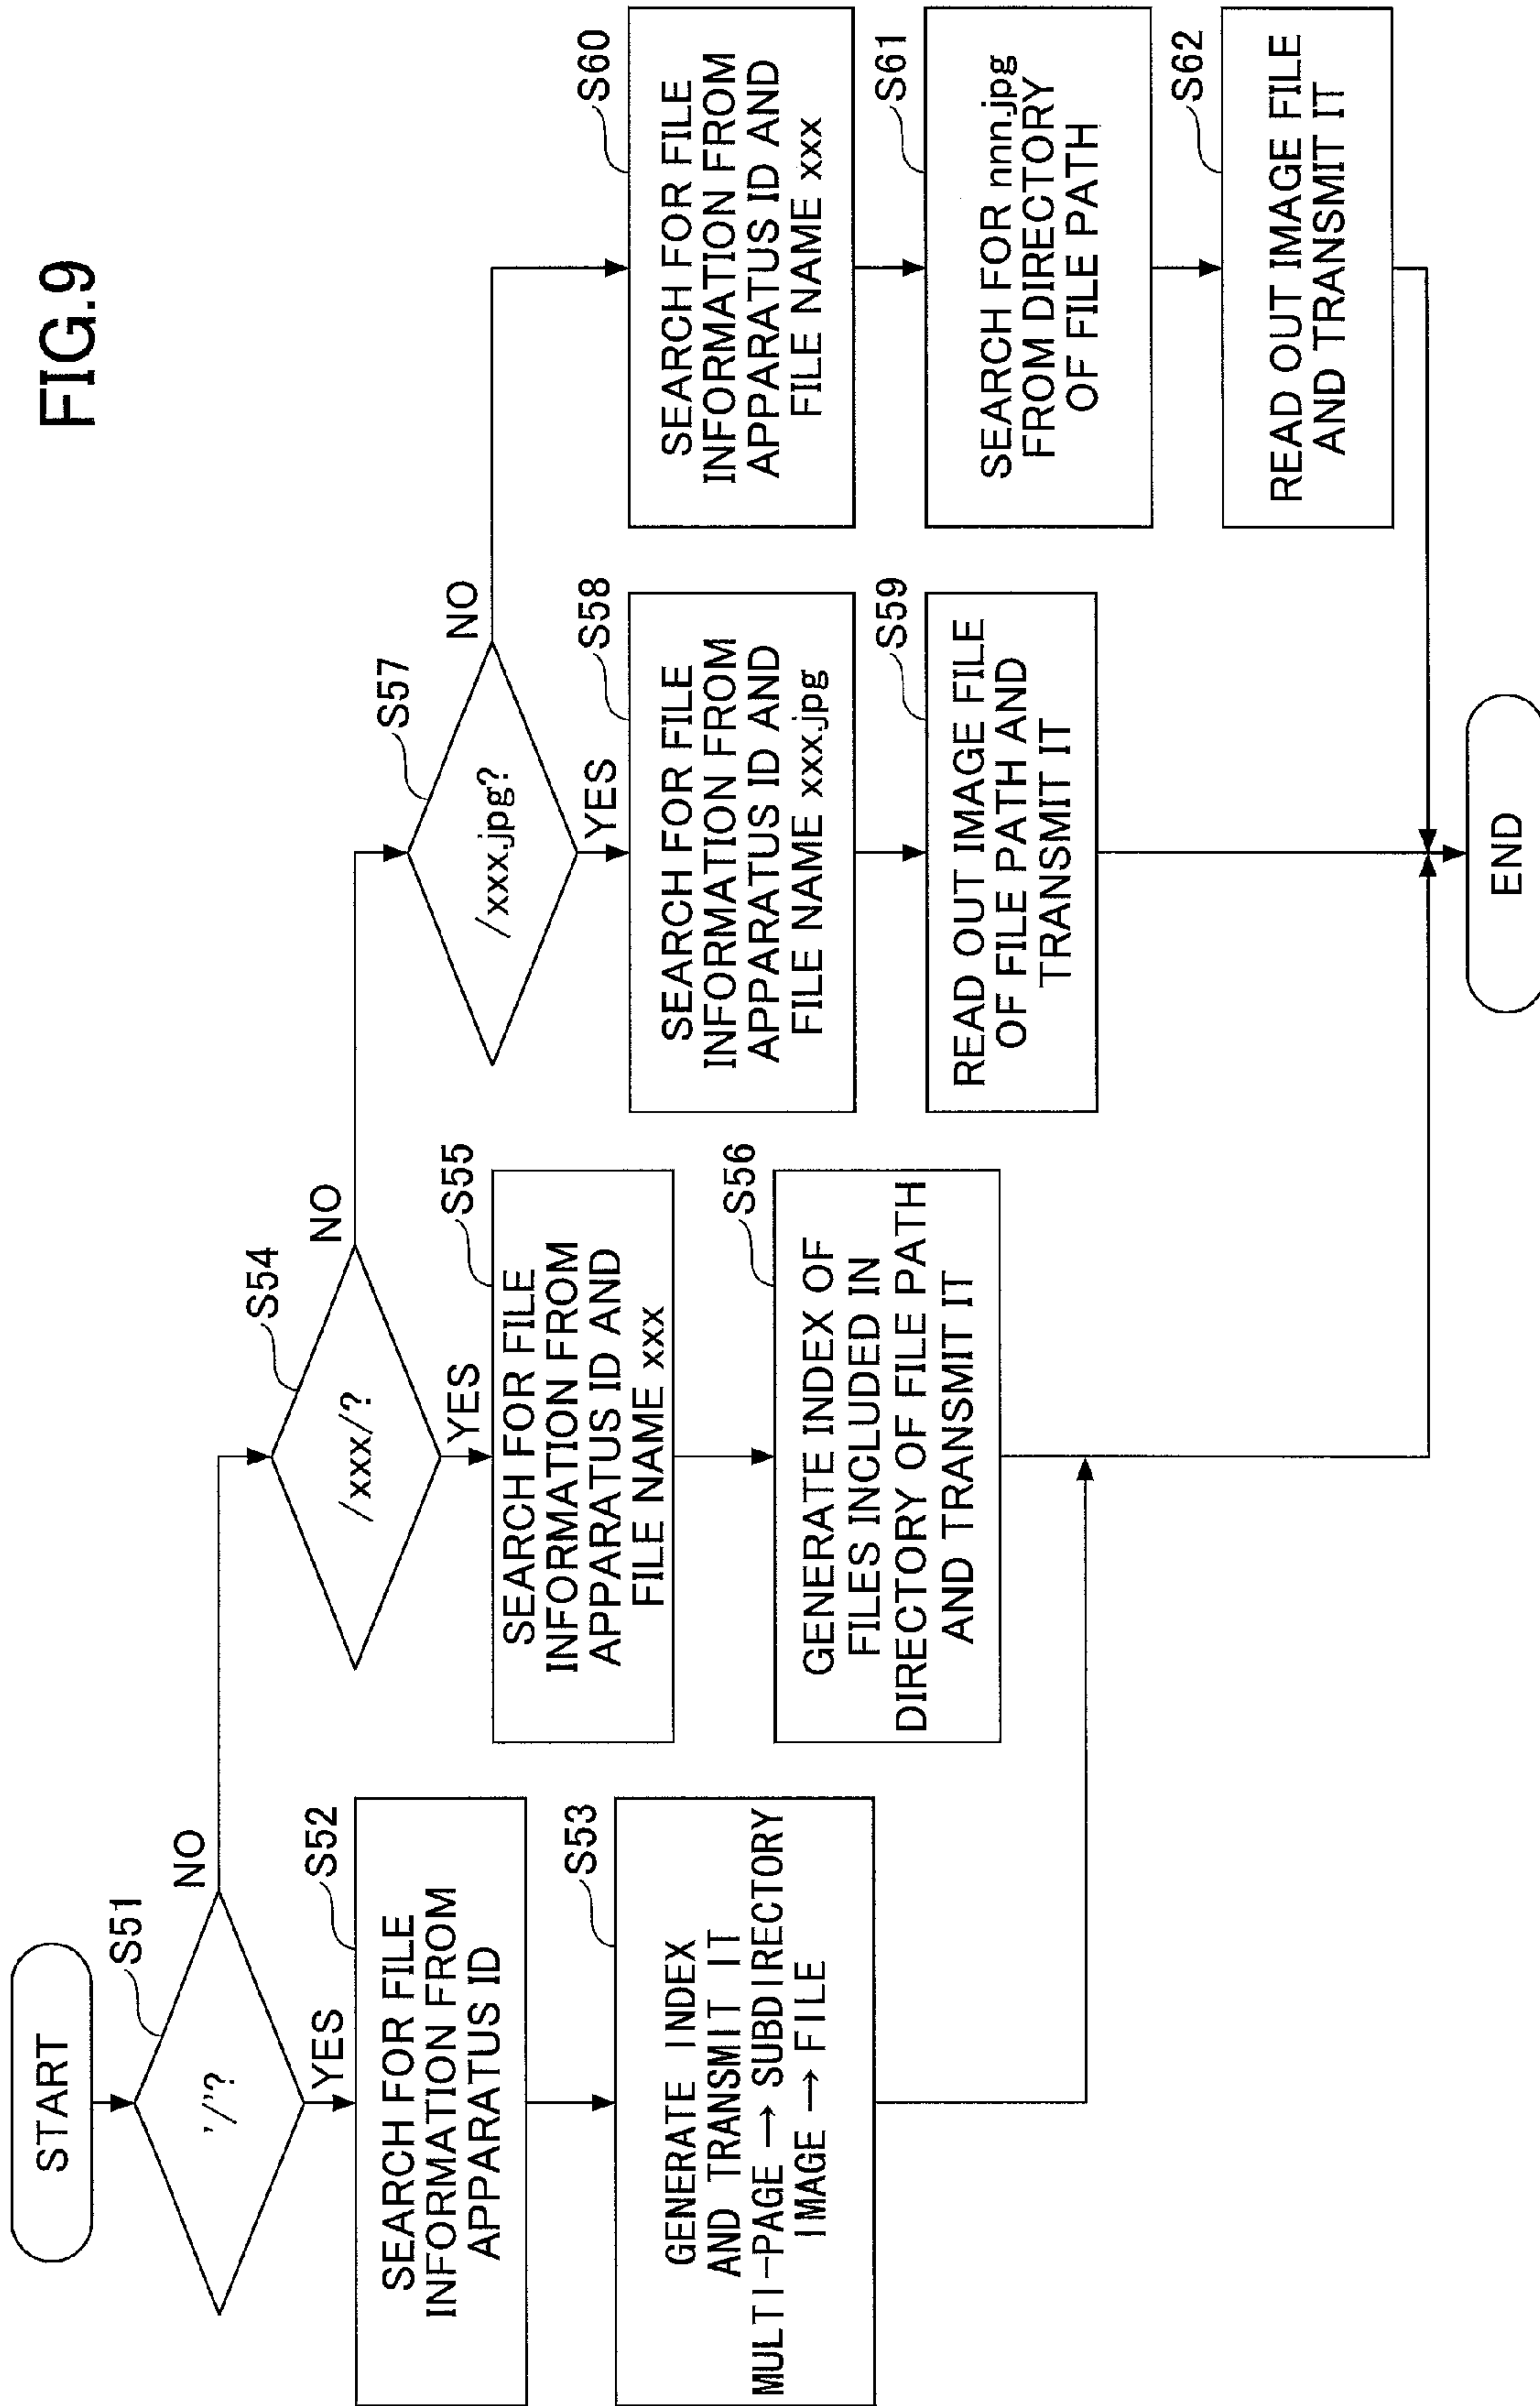 FIG.9
START
S51
'/'?
NO
YES
S52
SEARCH FOR FILE
INFORMATION FROM
APPARATUS ID
S53
GENERATE INDEX
AND TRANSMIT IT
MULTI-PAGE → SUBDIRECTORY
IMAGE → FILE
S54
/xxx/?
NO
YES
S55
SEARCH FOR FILE
INFORMATION FROM
APPARATUS ID AND
FILE NAME xxx
S56
GENERATE INDEX OF
FILES INCLUDED IN
DIRECTORY OF FILE PATH
AND TRANSMIT IT
S57
/xxx.jpg?
NO
YES
S58
SEARCH FOR FILE
INFORMATION FROM
APPARATUS ID AND
FILE NAME xxx.jpg
S59
READ OUT IMAGE FILE
OF FILE PATH AND
TRANSMIT IT
S60
SEARCH FOR FILE
INFORMATION FROM
APPARATUS ID AND
FILE NAME xxx
S61
SEARCH FOR nnn.jpg
FROM DIRECTORY
OF FILE PATH
S62
READ OUT IMAGE FILE
AND TRANSMIT IT
END